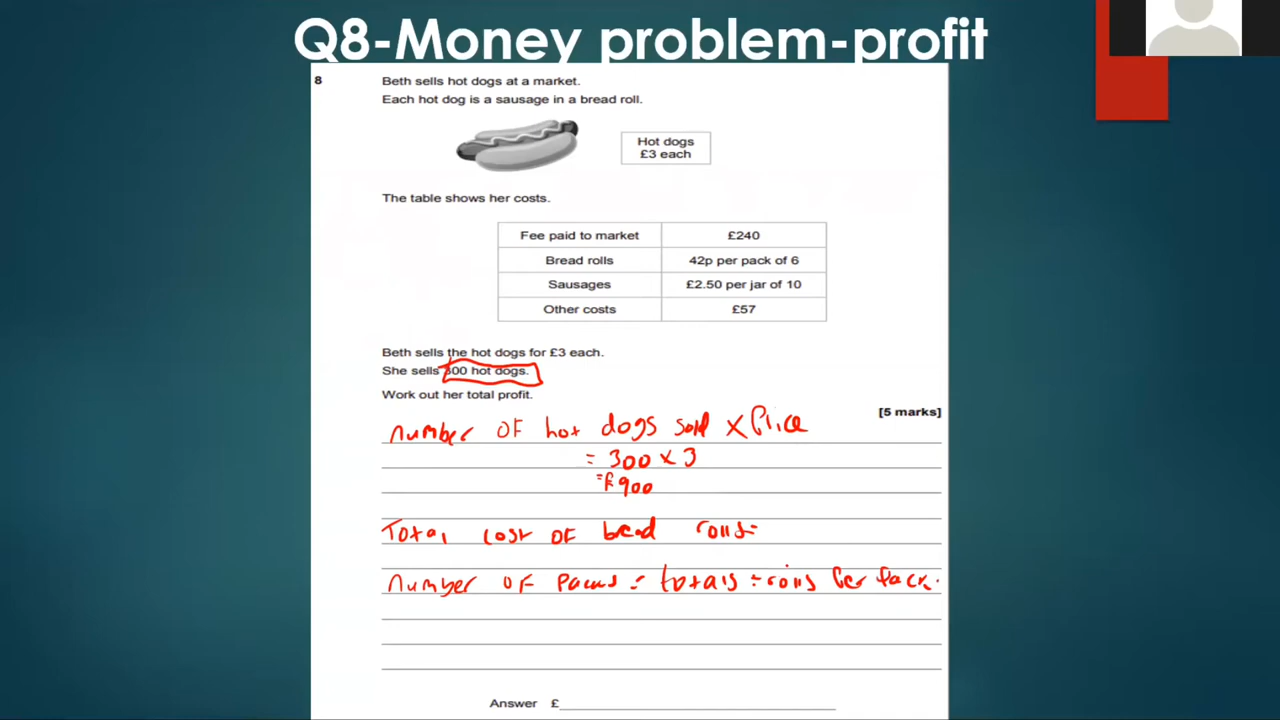 Q8-Money problem-profit
8
Beth sells hot dogs at a market.
Each hot dog is a sausage in a bread roll.
Hot dogs
£3 each
The table shows her costs.
Fee paid to market £240
Bread rolls 42p per pack of 6
Sausages £2.50 per jar of 10
Other costs £57
Beth sells the hot dogs for £3 each.
She sells 300 hot dogs.
Work out her total profit.
[5 marks]
number of hot dogs sold × Price
= 300 × 3
= £900
Total cost of bread rolls
number of packs = totals ÷ rolls per pack.
Answer £